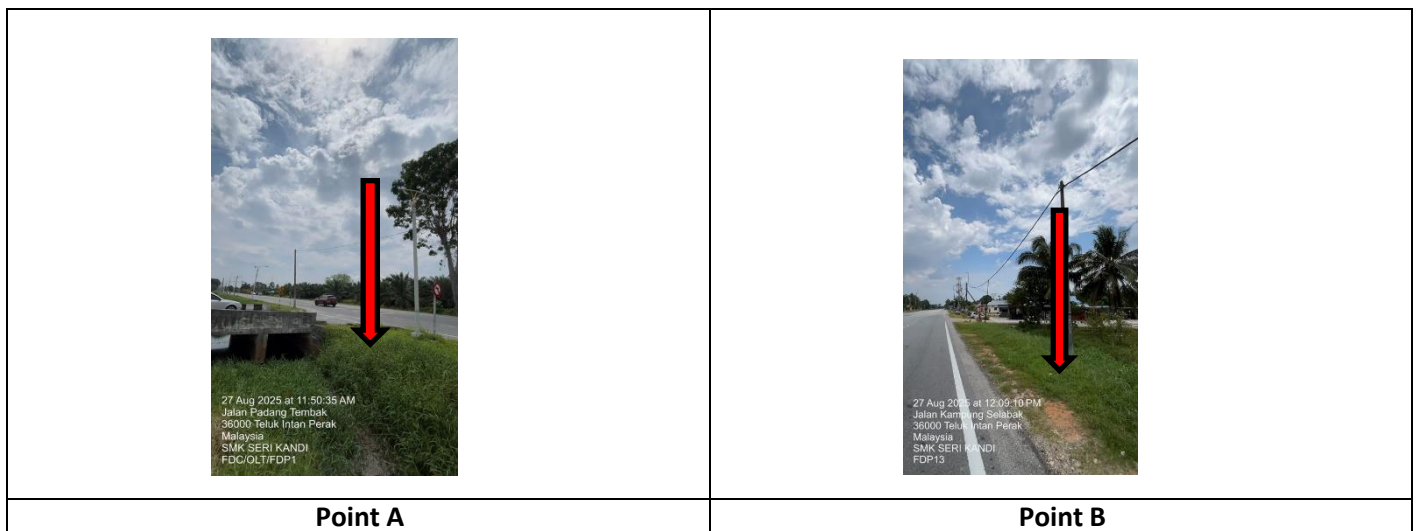 27 Aug 2025 at 11:50:35 AM
Jalan Padang Tembak
36000 Teluk Intan Perak
Malaysia
SMK SERI KANDI
FDC/OLT/FDP1
27 Aug 2025 at 12:09:10 PM
Jalan Kampung Selabak
36000 Teluk Intan Perak
Malaysia
SMK SERI KANDI
FDP13
Point A
Point B